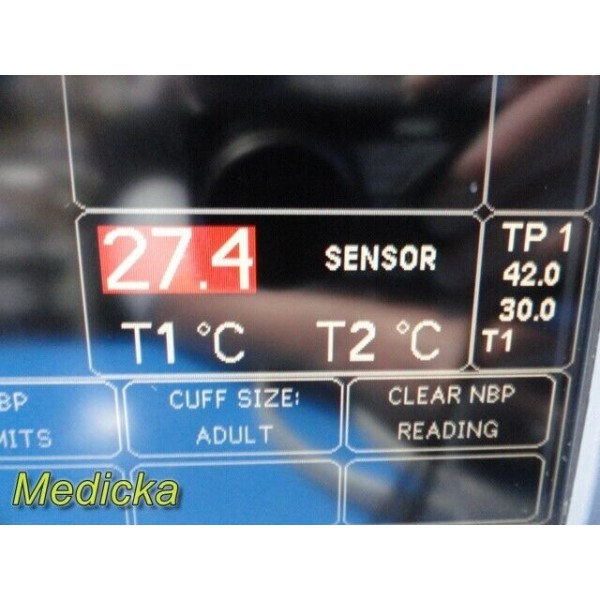 27.4 SENSOR
T1 °C T2 °C
TP 1
42.0
30.0
T1
BP
MITS
CUFF SIZE:
ADULT
CLEAR NBP
READING
Medicka